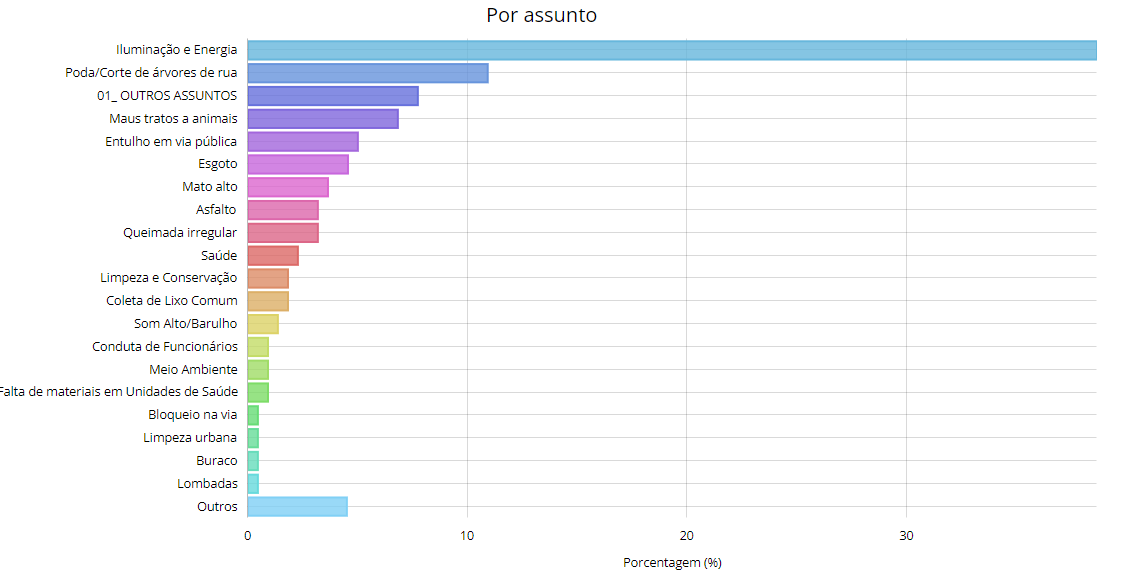 Por assunto
Iluminação e Energia
Poda/Corte de árvores de rua
01_ OUTROS ASSUNTOS
Maus tratos a animais
Entulho em via pública
Esgoto
Mato alto
Asfalto
Queimada irregular
Saúde
Limpeza e Conservação
Coleta de Lixo Comum
Som Alto/Barulho
Conduta de Funcionários
Meio Ambiente
Falta de materiais em Unidades de Saúde
Bloqueio na via
Limpeza urbana
Buraco
Lombadas
Outros
0 10 20 30
Porcentagem (%)